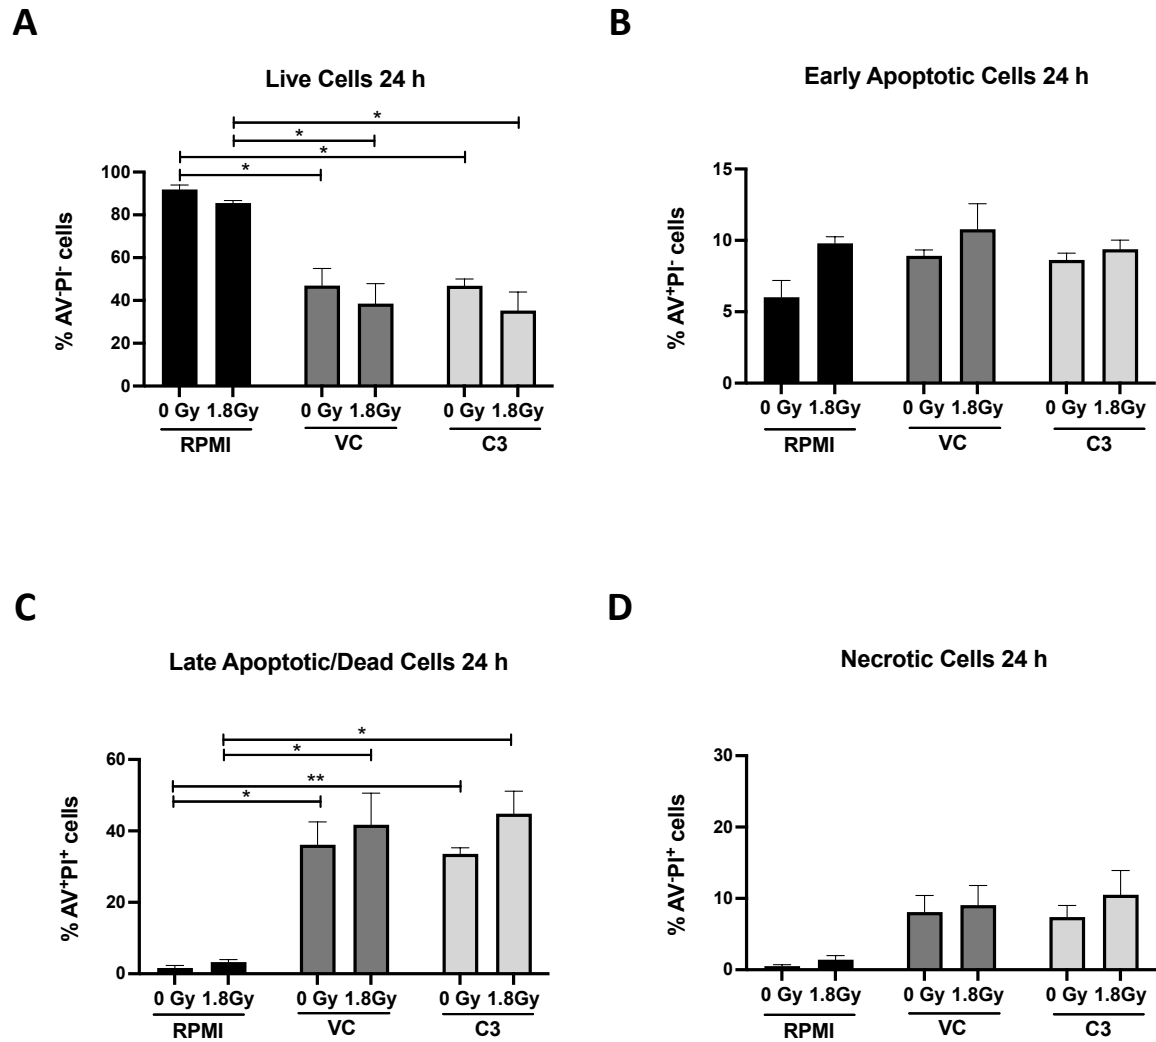 A
Live Cells 24 h
*
*
*
*
% AV⁻PI⁻ cells
100
80
60
40
20
0
0 Gy 1.8Gy 0 Gy 1.8Gy 0 Gy 1.8Gy
RPMI VC C3
B
Early Apoptotic Cells 24 h
% AV⁺PI⁻ cells
15
10
5
0
0 Gy 1.8Gy 0 Gy 1.8Gy 0 Gy 1.8Gy
RPMI VC C3
C
Late Apoptotic/Dead Cells 24 h
*
*
**
*
% AV⁺PI⁺ cells
60
40
20
0
0 Gy 1.8Gy 0 Gy 1.8Gy 0 Gy 1.8Gy
RPMI VC C3
D
Necrotic Cells 24 h
% AV⁻PI⁺ cells
30
20
10
0
0 Gy 1.8Gy 0 Gy 1.8Gy 0 Gy 1.8Gy
RPMI VC C3